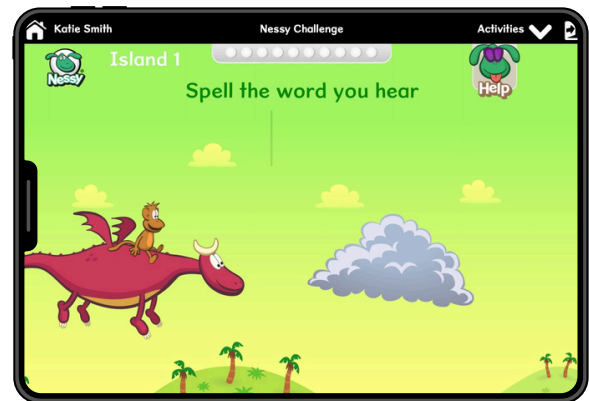 Katie Smith
Nessy Challenge
Activities
Nessy
Island 1
Help
Spell the word you hear